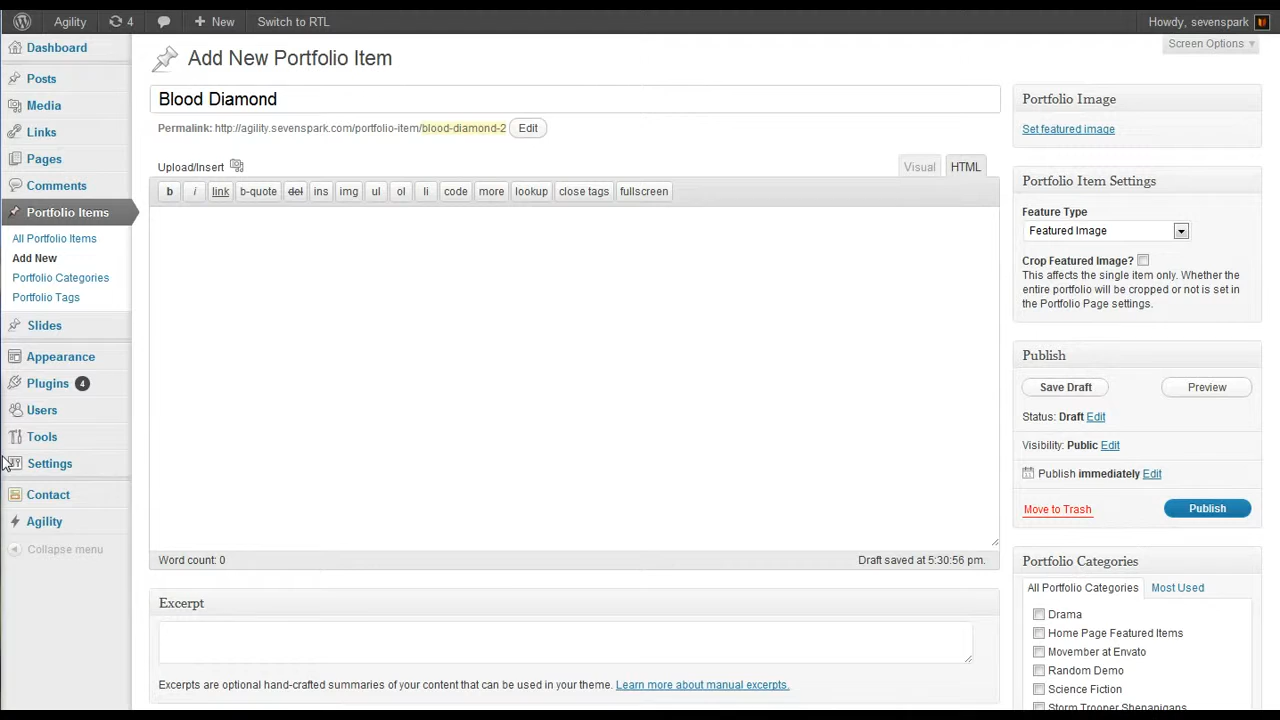 Agility 4 New Switch to RTL Howdy, sevenspark
Screen Options
Dashboard
Posts
Media
Links
Pages
Comments
Portfolio Items
All Portfolio Items
Add New
Portfolio Categories
Portfolio Tags
Slides
Appearance
Plugins 4
Users
Tools
Settings
Contact
Agility
Collapse menu
Add New Portfolio Item
Blood Diamond
Permalink: http://agility.sevenspark.com/portfolio-item/blood-diamond-2 Edit
Upload/Insert Visual HTML
b i link b-quote del ins img ul ol li code more lookup close tags fullscreen
Word count: 0 Draft saved at 5:30:56 pm.
Excerpt
Excerpts are optional hand-crafted summaries of your content that can be used in your theme. Learn more about manual excerpts.
Portfolio Image
Set featured image
Portfolio Item Settings
Feature Type
Featured Image
Crop Featured Image?
This affects the single item only. Whether the
entire portfolio will be cropped or not is set in
the Portfolio Page settings.
Publish
Save Draft Preview
Status: Draft Edit
Visibility: Public Edit
Publish immediately Edit
Move to Trash Publish
Portfolio Categories
All Portfolio Categories Most Used
Drama
Home Page Featured Items
Movember at Envato
Random Demo
Science Fiction
Storm Trooper Shenanigans